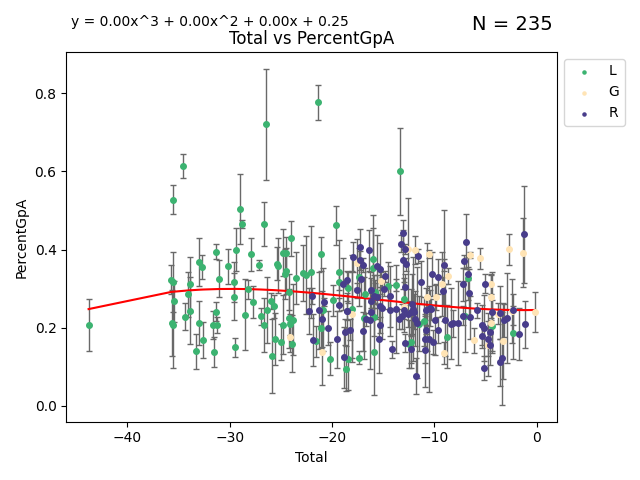 y = 0.00x^3 + 0.00x^2 + 0.00x + 0.25
N = 235
Total vs PercentGpA
L
G
R
PercentGpA
0.8
0.6
0.4
0.2
0.0
−40 −30 −20 −10 0
Total